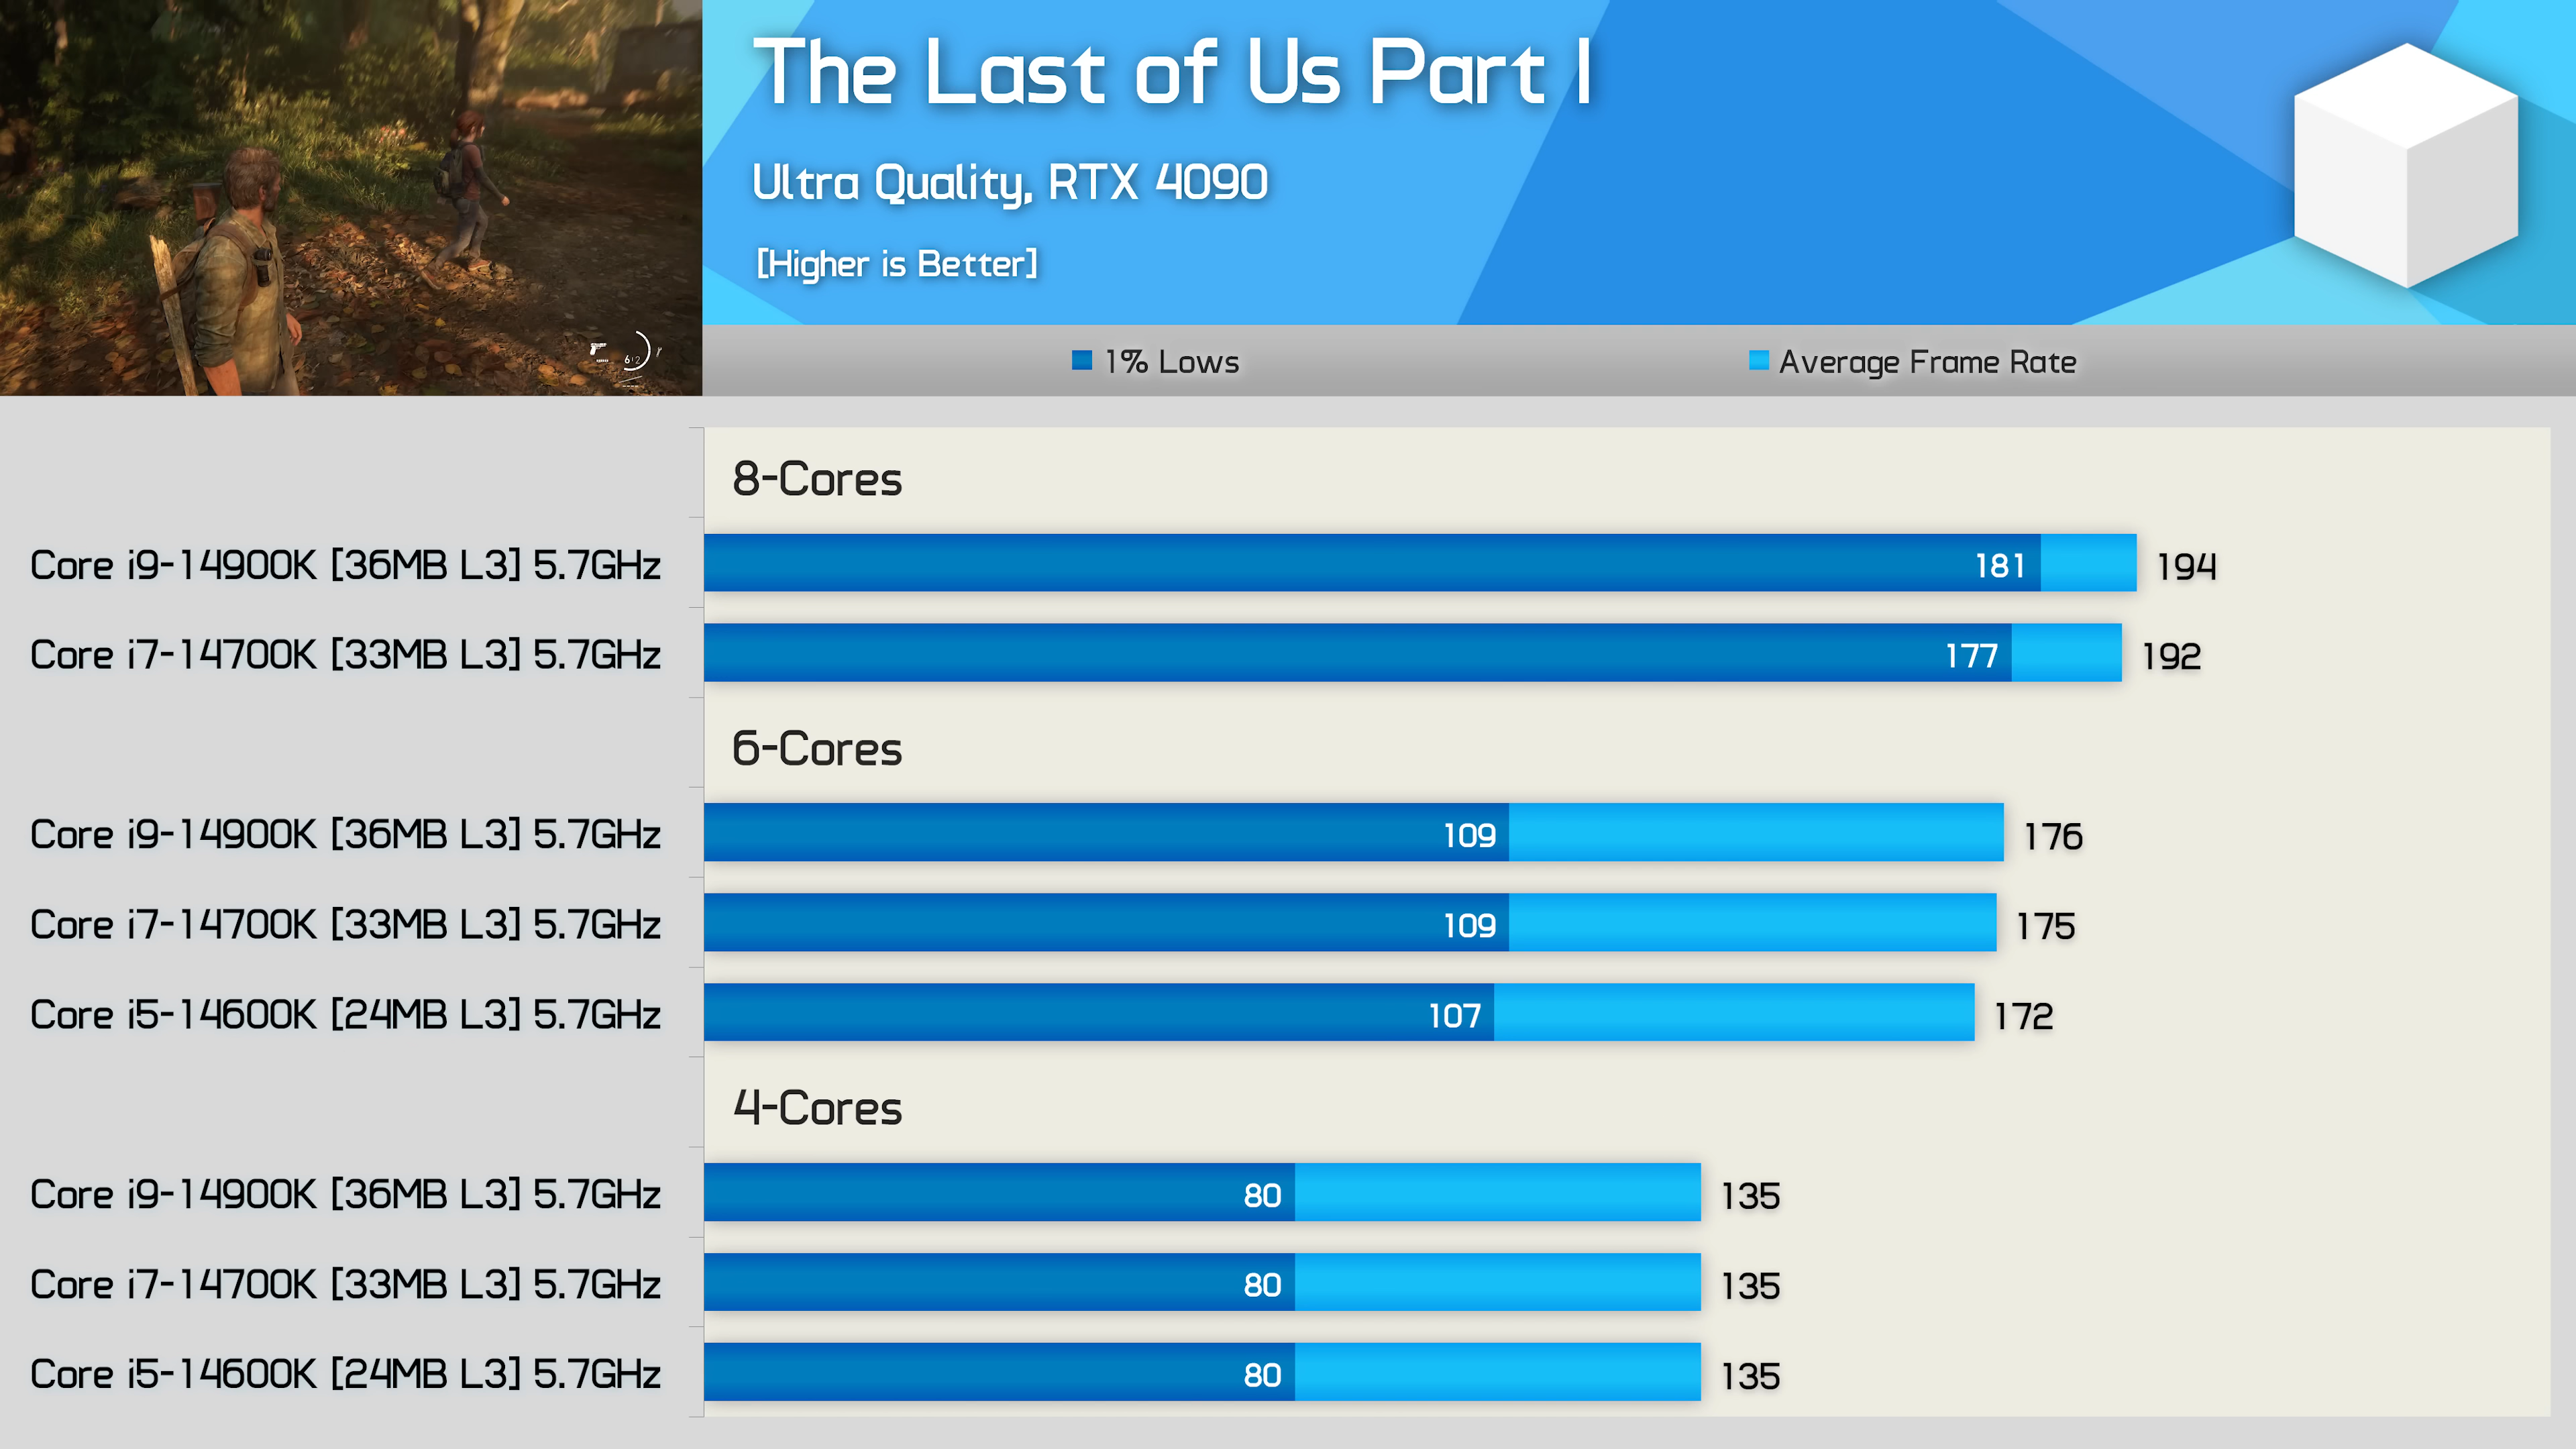 The Last of Us Part I
Ultra Quality, RTX 4090
[Higher is Better]
1% Lows
Average Frame Rate
8-Cores
Core i9-14900K [36MB L3] 5.7GHz 181 194
Core i7-14700K [33MB L3] 5.7GHz 177 192
6-Cores
Core i9-14900K [36MB L3] 5.7GHz 109 176
Core i7-14700K [33MB L3] 5.7GHz 109 175
Core i5-14600K [24MB L3] 5.7GHz 107 172
4-Cores
Core i9-14900K [36MB L3] 5.7GHz 80 135
Core i7-14700K [33MB L3] 5.7GHz 80 135
Core i5-14600K [24MB L3] 5.7GHz 80 135